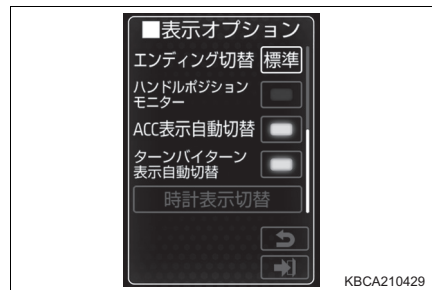 ■表示オプション
エンディング切替 標準
ハンドルポジション
モニター
ACC表示自動切替
ターンバイターン
表示自動切替
時計表示切替
KBCA210429